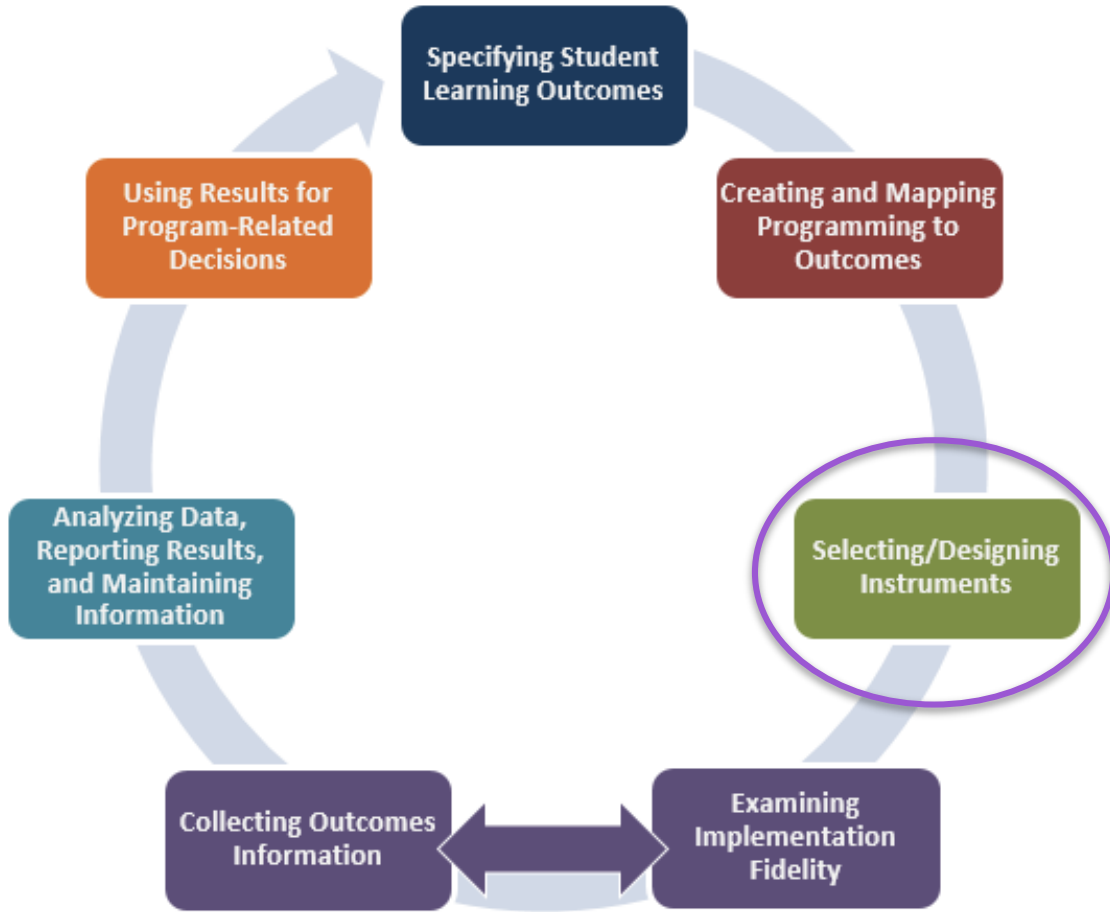 Specifying Student
Learning Outcomes
Creating and Mapping
Programming to
Outcomes
Selecting/Designing
Instruments
Examining
Implementation
Fidelity
Collecting Outcomes
Information
Analyzing Data,
Reporting Results,
and Maintaining
Information
Using Results for
Program-Related
Decisions